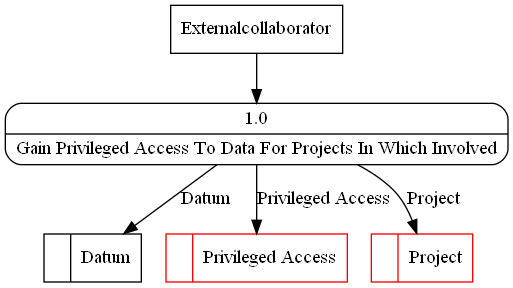 Externalcollaborator
1.0
Gain Privileged Access To Data For Projects In Which Involved
Datum Privileged Access Project
Datum Privileged Access Project